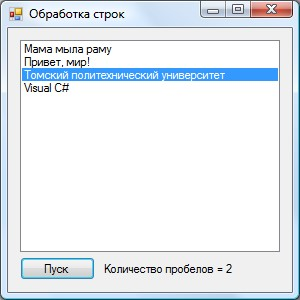 Обработка строк
Мама мыла раму
Привет, мир!
Томский политехнический университет
Visual C#
Пуск
Количество пробелов = 2